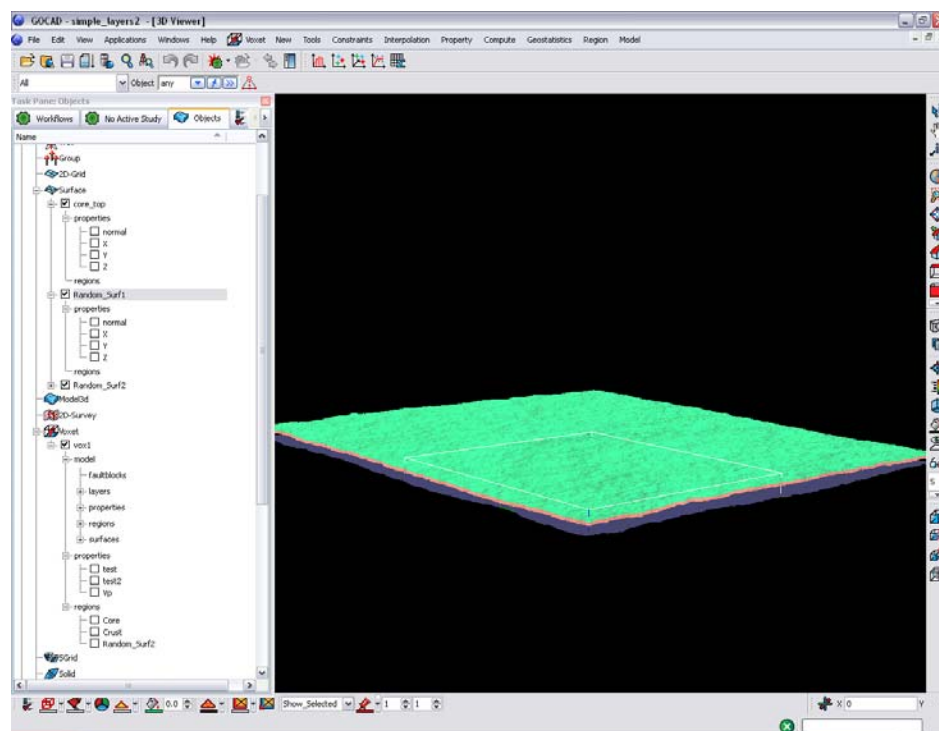 GOCAD - simple_layers2 - [3D Viewer]
File Edit View Applications Windows Help Voxet New Tools Constraints Interpolation Property Compute Geostatistics Region Model
All Object any
Task Pane: Objects
Workflows No Active Study Objects
Name
Group
2D-Grid
Surface
core_top
properties
normal
X
Y
Z
regions
Random_Surf1
properties
normal
X
Y
Z
regions
Random_Surf2
Model3d
2D-Survey
Voxet
vox1
model
faultblocks
layers
properties
regions
surfaces
properties
test
test2
Vp
regions
Core
Crust
Random_Surf2
SGrid
Solid
0.0 Show_Selected 1 1 X 0 Y